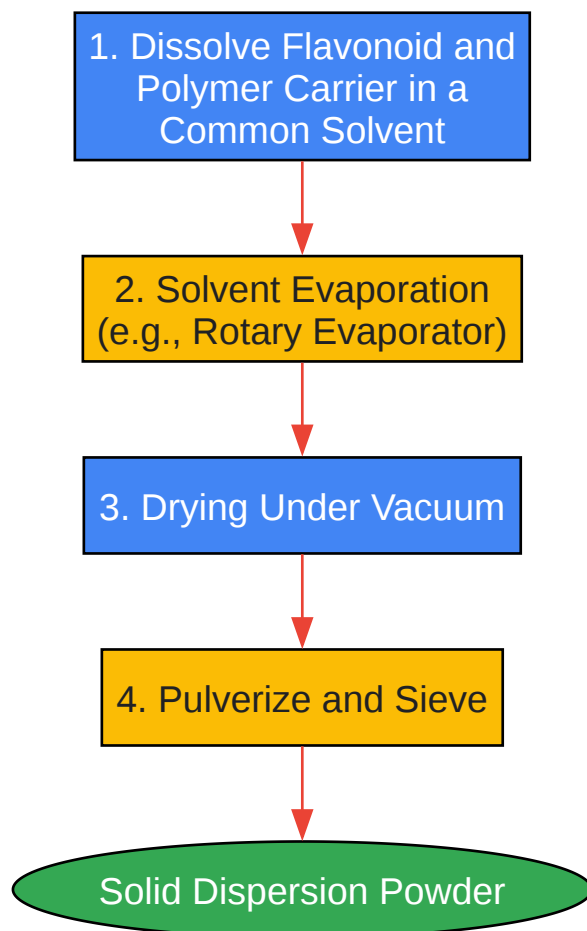 1. Dissolve Flavonoid and
Polymer Carrier in a
Common Solvent
2. Solvent Evaporation
(e.g., Rotary Evaporator)
3. Drying Under Vacuum
4. Pulverize and Sieve
Solid Dispersion Powder